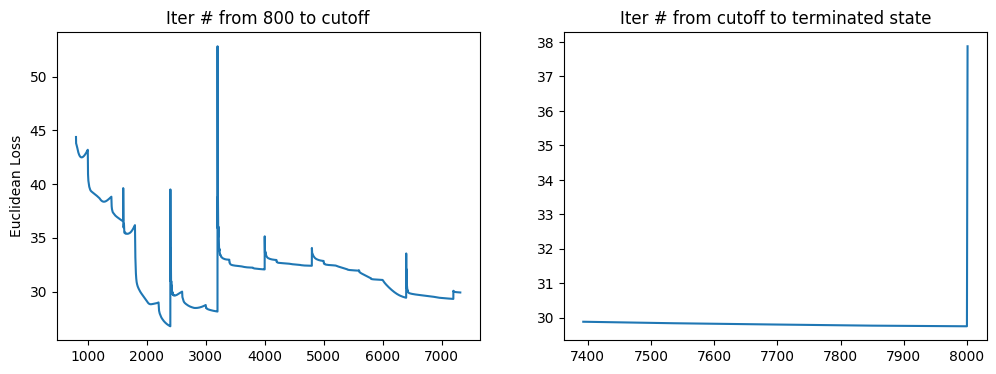 Iter # from 800 to cutoff
Euclidean Loss
50
45
40
35
30
1000 2000 3000 4000 5000 6000 7000
Iter # from cutoff to terminated state
38
37
36
35
34
33
32
31
30
7400 7500 7600 7700 7800 7900 8000